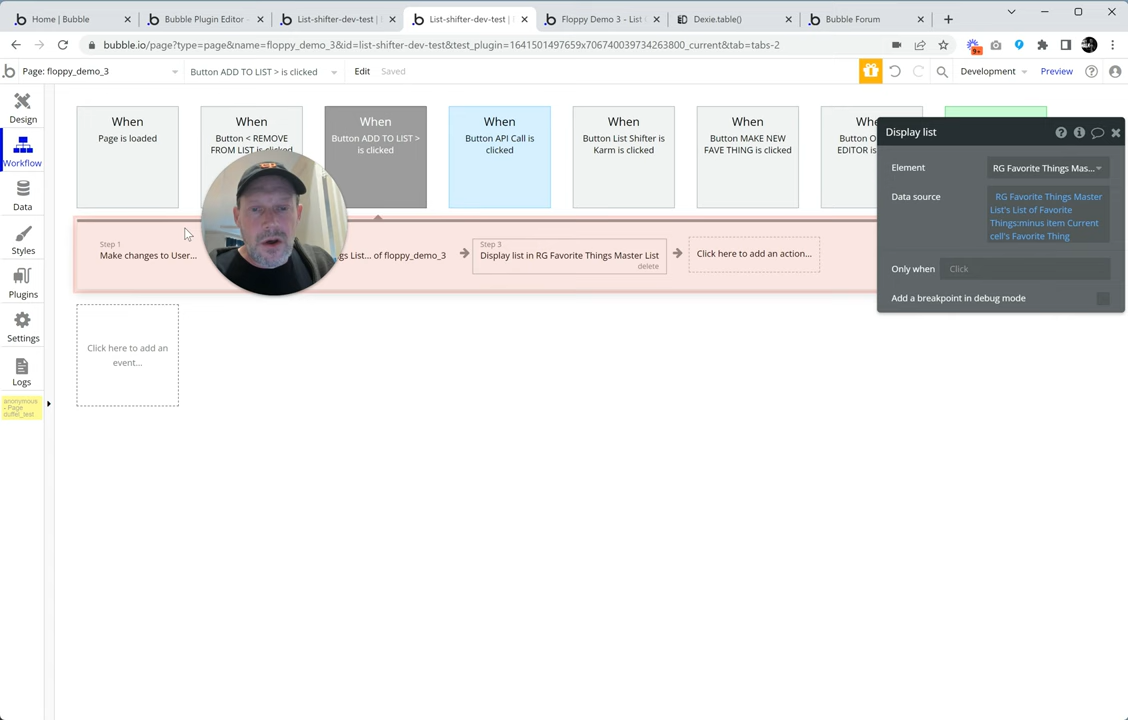 Home | Bubble
Bubble Plugin Editor -
List-shifter-dev-test |
List-shifter-dev-test |
Floppy Demo 3 - List
Dexie.table()
Bubble Forum
bubble.io/page?type=page&name=floppy_demo_3&id=list-shifter-dev-test&test_plugin=1641501497659x706740039734263800_current&tab=tabs-2
9+
Page: floppy_demo_3
Button ADD TO LIST > is clicked
Edit
Saved
Development
Preview
Design
Workflow
Data
Styles
Plugins
Settings
Logs
anonymous
- Page
duffel_test
When
Page is loaded
When
Button < REMOVE
FROM LIST is clicked
When
Button ADD TO LIST >
is clicked
When
Button API Call is
clicked
When
Button List Shifter is
Karm is clicked
When
Button MAKE NEW
FAVE THING is clicked
When
Button O
EDITOR is
Step 1
Make changes to User...
gs List... of floppy_demo_3
Step 3
Display list in RG Favorite Things Master List
delete
Click here to add an action...
Click here to add an
event...
Display list
Element
RG Favorite Things Mas...
Data source
RG Favorite Things Master
List's List of Favorite
Things:minus item Current
cell's Favorite Thing
Only when
Click
Add a breakpoint in debug mode